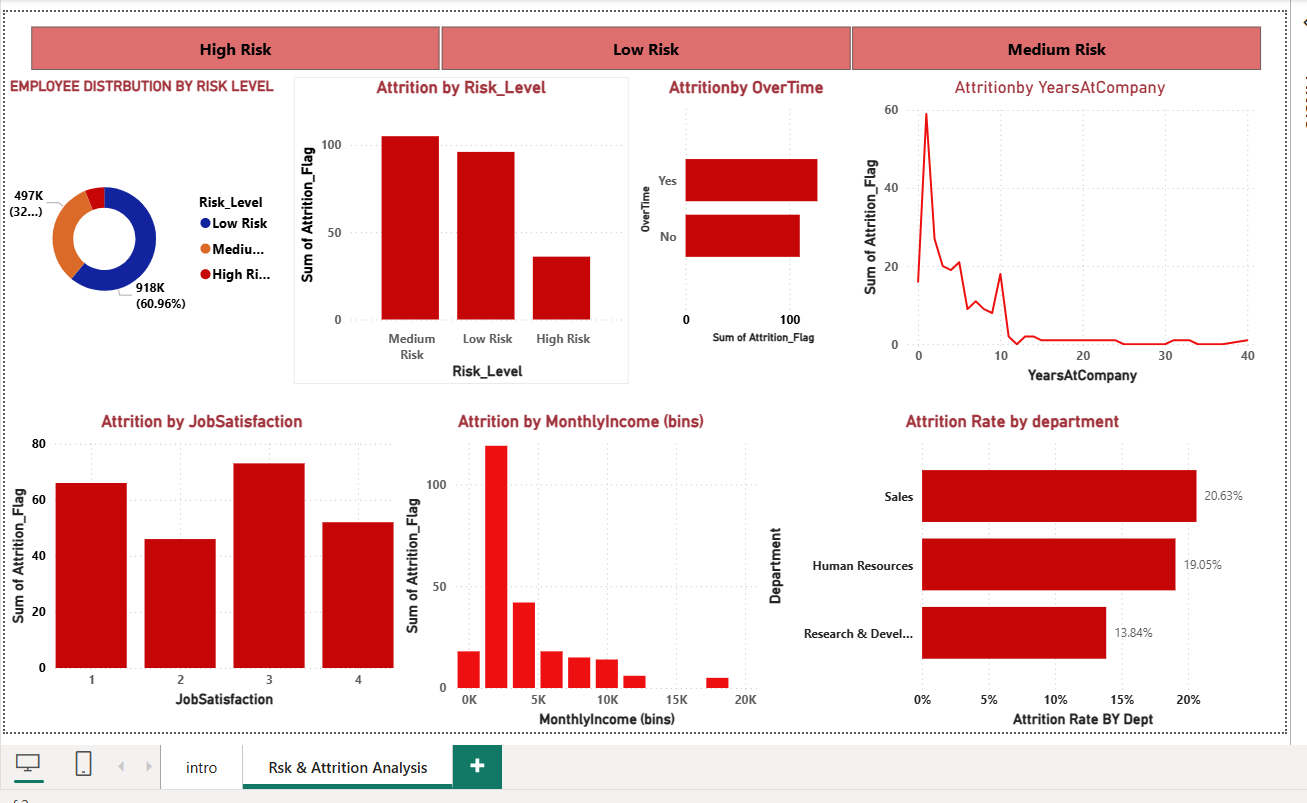 High Risk
Low Risk
Medium Risk
EMPLOYEE DISTRBUTION BY RISK LEVEL
497K
(32...)
918K
(60.96%)
Risk_Level
Low Risk
Mediu...
High Ri...
Attrition by Risk_Level
Sum of Attrition_Flag
100
50
0
Medium
Risk
Low Risk
High Risk
Risk_Level
Attritionby OverTime
OverTime
Yes
No
0
100
Sum of Attrition_Flag
Attritionby YearsAtCompany
Sum of Attrition_Flag
60
40
20
0
0
10
20
30
40
YearsAtCompany
Attrition by JobSatisfaction
Sum of Attrition_Flag
80
60
40
20
0
1
2
3
4
JobSatisfaction
Attrition by MonthlyIncome (bins)
Sum of Attrition_Flag
100
50
0
0K
5K
10K
15K
20K
MonthlyIncome (bins)
Attrition Rate by department
Department
Sales
20.63%
Human Resources
19.05%
Research & Devel...
13.84%
0%
5%
10%
15%
20%
Attrition Rate BY Dept
intro
Rsk & Attrition Analysis
+